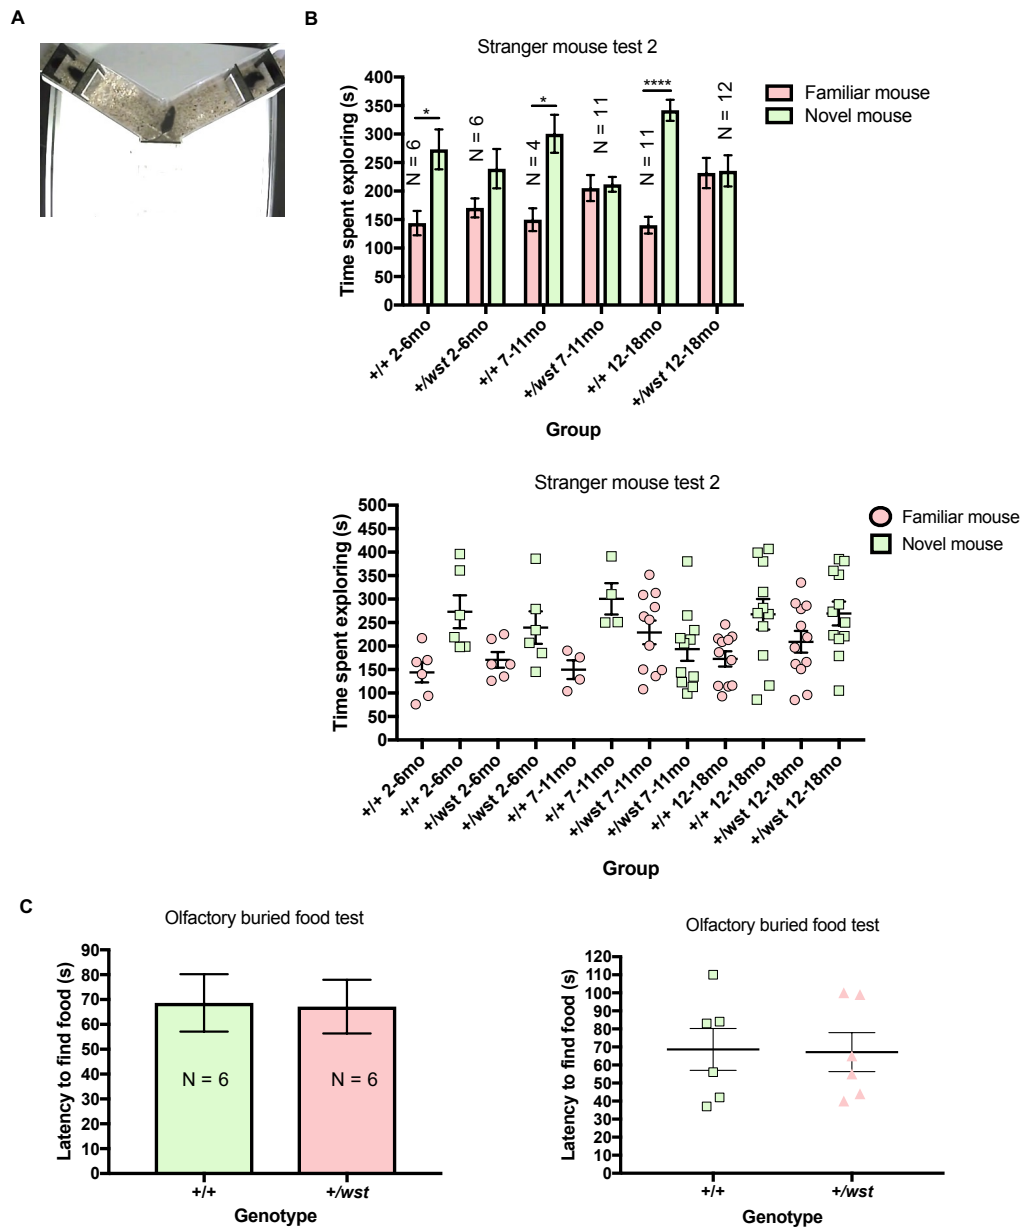 A
B
Stranger mouse test 2
Time spent exploring (s)
400
350
300
250
200
150
100
50
0
*
*
****
N = 6
N = 6
N = 4
N = 11
N = 11
N = 12
Familiar mouse
Novel mouse
+/+ 2-6mo
+/wst 2-6mo
+/+ 7-11mo
+/wst 7-11mo
+/+ 12-18mo
+/wst 12-18mo
Group
Stranger mouse test 2
Time spent exploring (s)
500
450
400
350
300
250
200
150
100
50
0
Familiar mouse
Novel mouse
+/+ 2-6mo
+/+ 2-6mo
+/wst 2-6mo
+/wst 2-6mo
+/+ 7-11mo
+/+ 7-11mo
+/wst 7-11mo
+/wst 7-11mo
+/+ 12-18mo
+/+ 12-18mo
+/wst 12-18mo
+/wst 12-18mo
Group
C
Olfactory buried food test
Latency to find food (s)
90
80
70
60
50
40
30
20
10
0
N = 6
N = 6
+/+
+/wst
Genotype
Olfactory buried food test
Latency to find food (s)
120
110
100
90
80
70
60
50
40
30
20
10
0
+/+
+/wst
Genotype